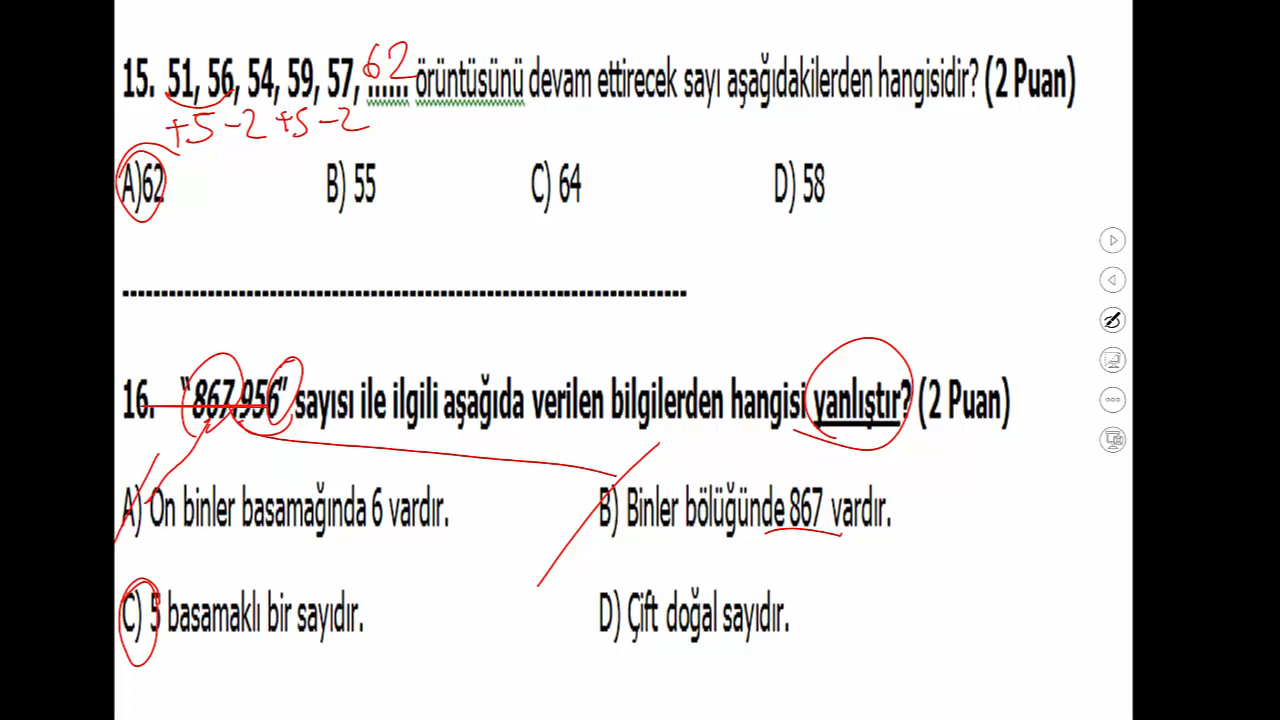 62
15. 51, 56, 54, 59, 57, ...... örüntüsünü devam ettirecek sayı aşağıdakilerden hangisidir? (2 Puan)
+5 -2 +5 -2
A)62 B) 55 C) 64 D) 58
16. "867.956" sayısı ile ilgili aşağıda verilen bilgilerden hangisi yanlıştır? (2 Puan)
A) On binler basamağında 6 vardır. B) Binler bölüğünde 867 vardır.
C) 5 basamaklı bir sayıdır. D) Çift doğal sayıdır.